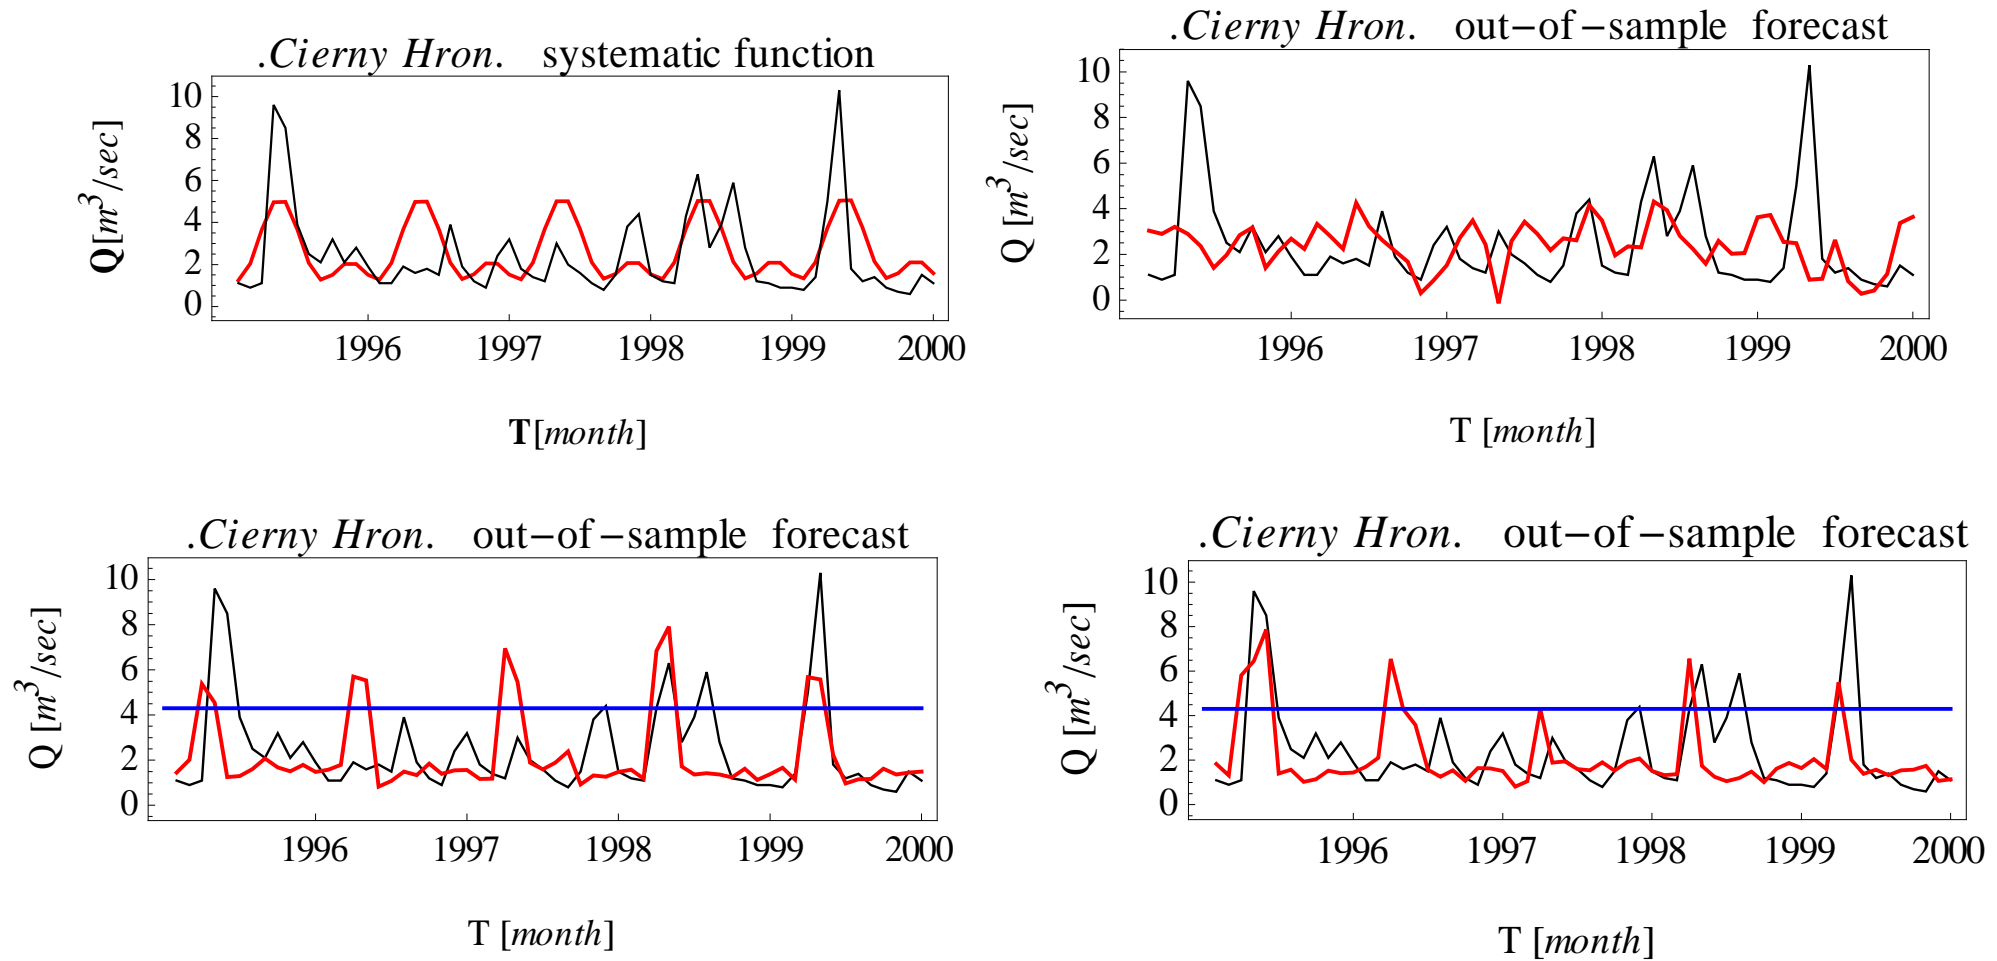 .Cierny Hron. systematic function
Q[m³/sec]
10
8
6
4
2
0
1996 1997 1998 1999 2000
T[month]
.Cierny Hron. out−of−sample forecast
Q [m³/sec]
10
8
6
4
2
0
1996 1997 1998 1999 2000
T [month]
.Cierny Hron. out−of−sample forecast
Q [m³/sec]
10
8
6
4
2
0
1996 1997 1998 1999 2000
T [month]
.Cierny Hron. out−of−sample forecast
Q [m³/sec]
10
8
6
4
2
0
1996 1997 1998 1999 2000
T [month]